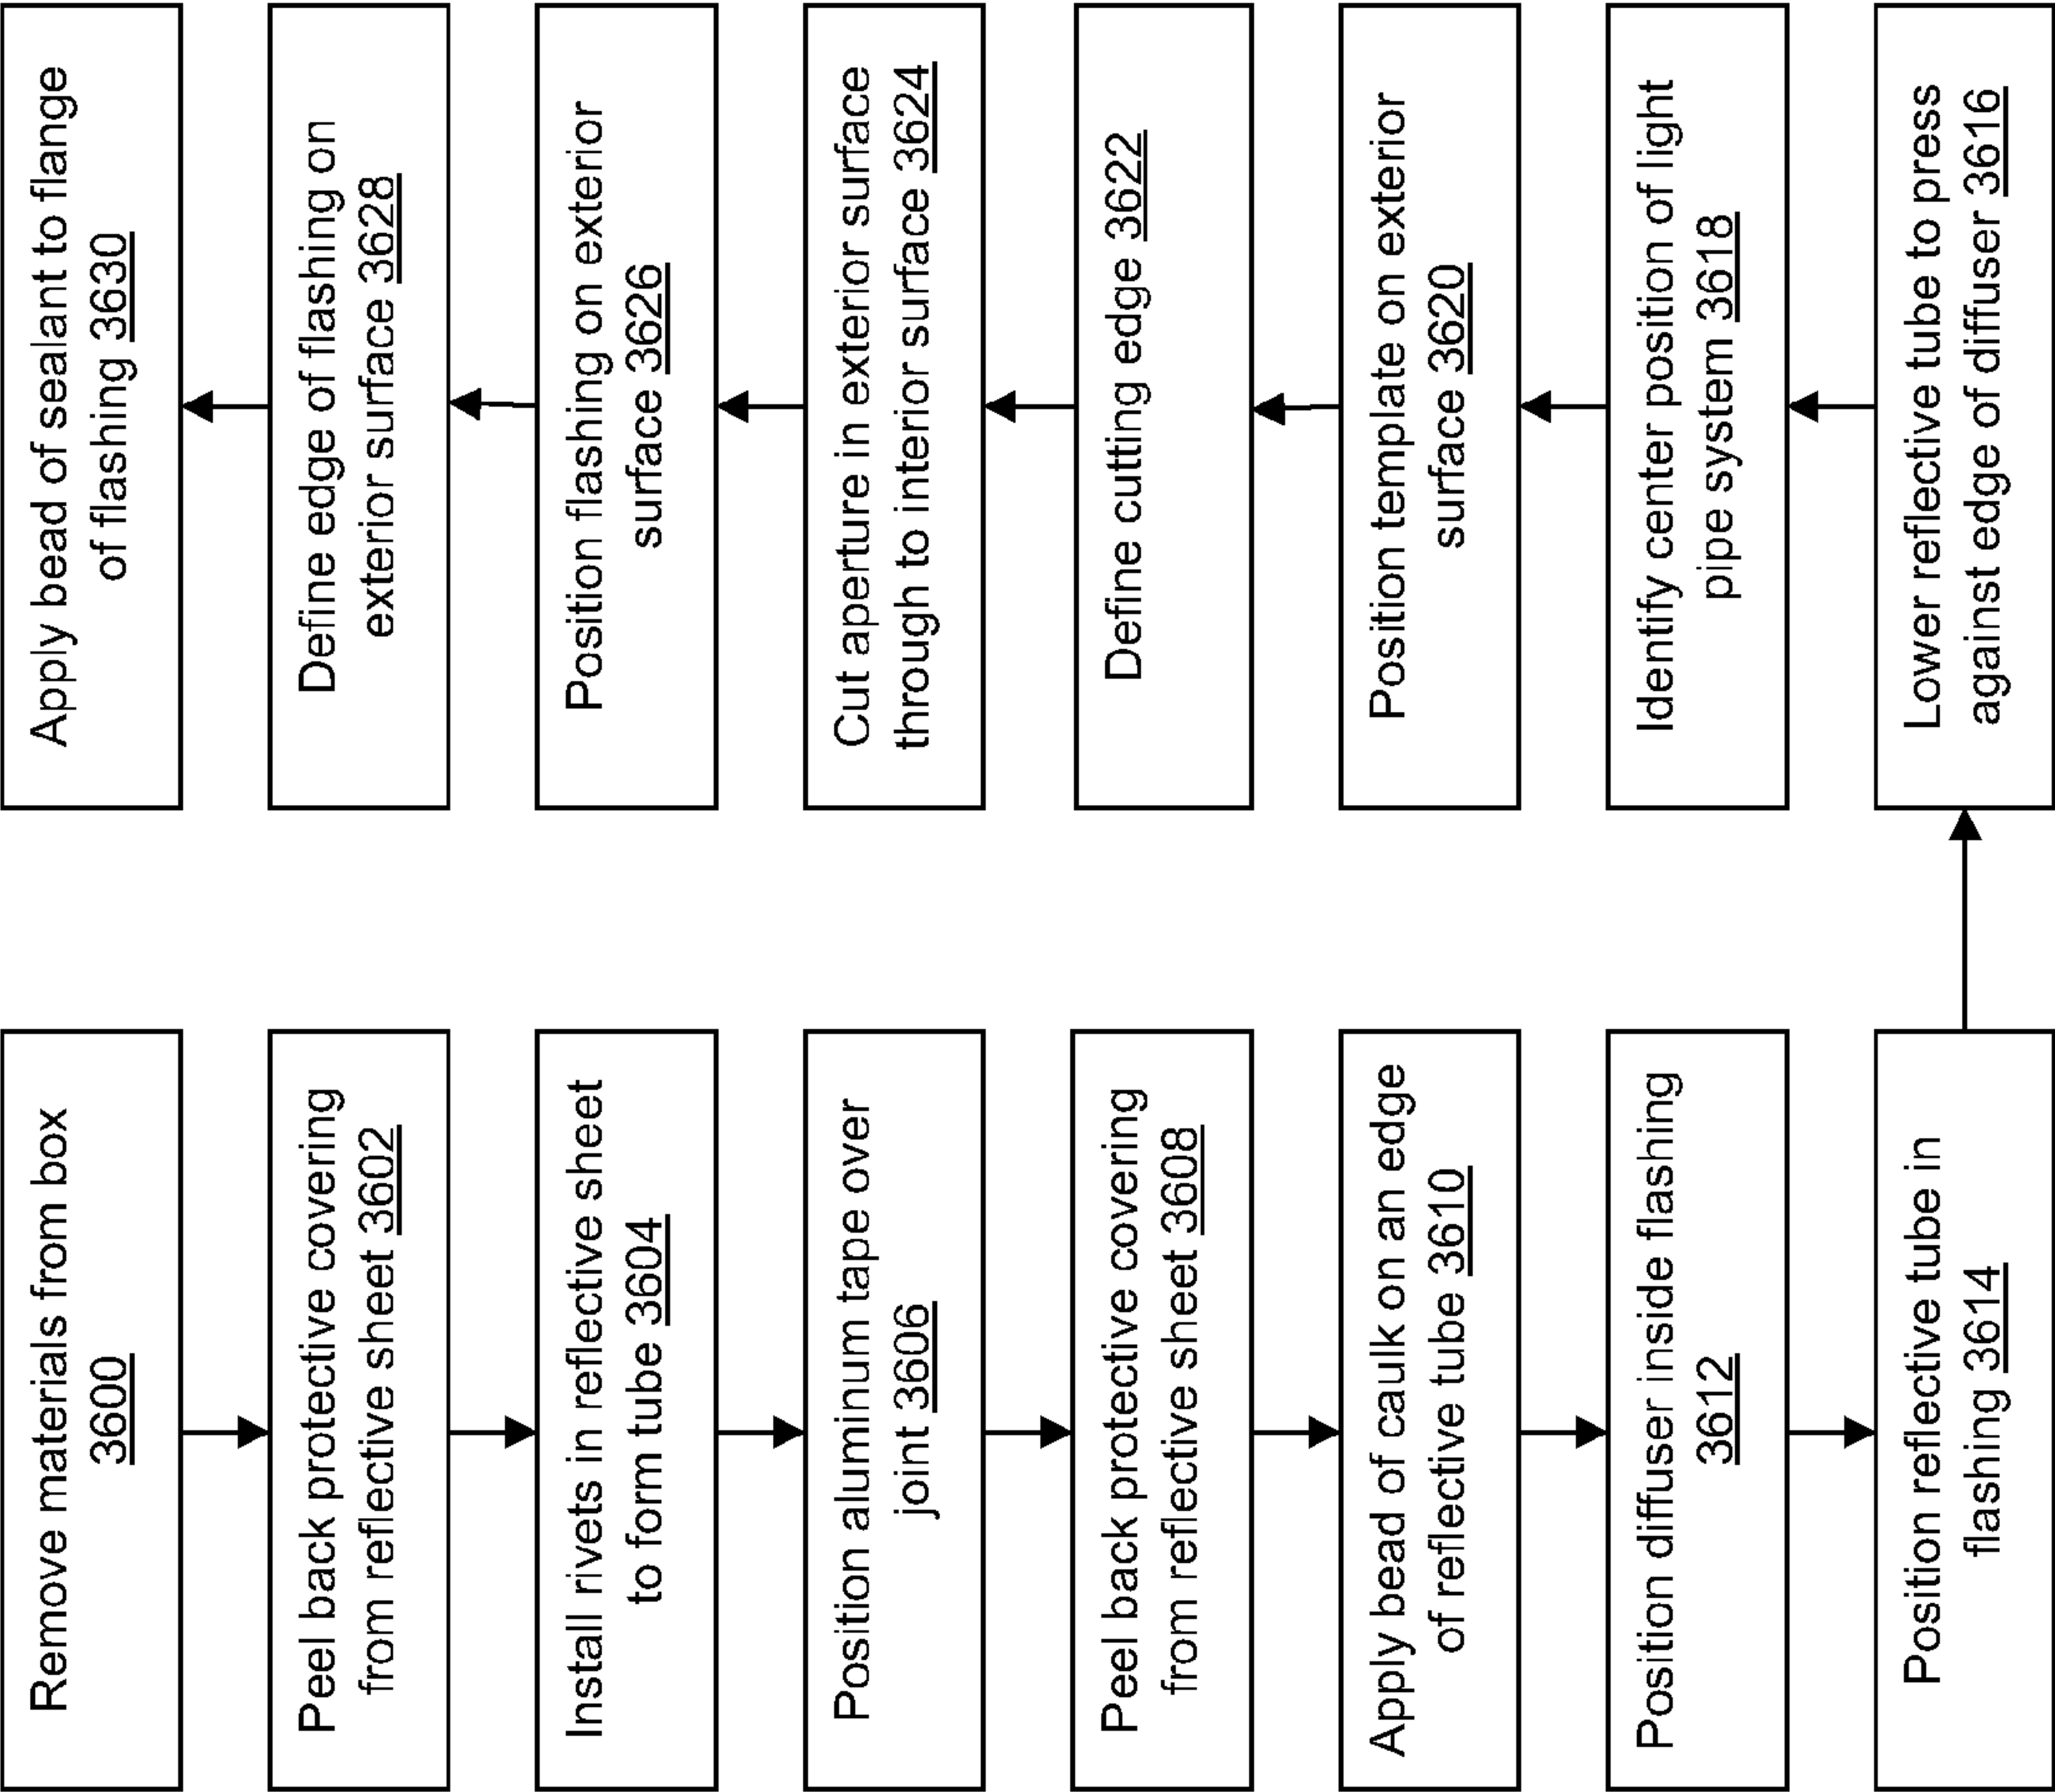 Remove materials from box
3600
Peel back protective covering
from reflective sheet 3602
Install rivets in reflective sheet
to form tube 3604
Position aluminum tape over
joint 3606
Peel back protective covering
from reflective sheet 3608
Apply bead of caulk on an edge
of reflective tube 3610
Position diffuser inside flashing
3612
Position reflective tube in
flashing 3614
Lower reflective tube to press
against edge of diffuser 3616
Identify center position of light
pipe system 3618
Position template on exterior
surface 3620
Define cutting edge 3622
Cut aperture in exterior surface
through to interior surface 3624
Position flashing on exterior
surface 3626
Define edge of flashing on
exterior surface 3628
Apply bead of sealant to flange
of flashing 3630